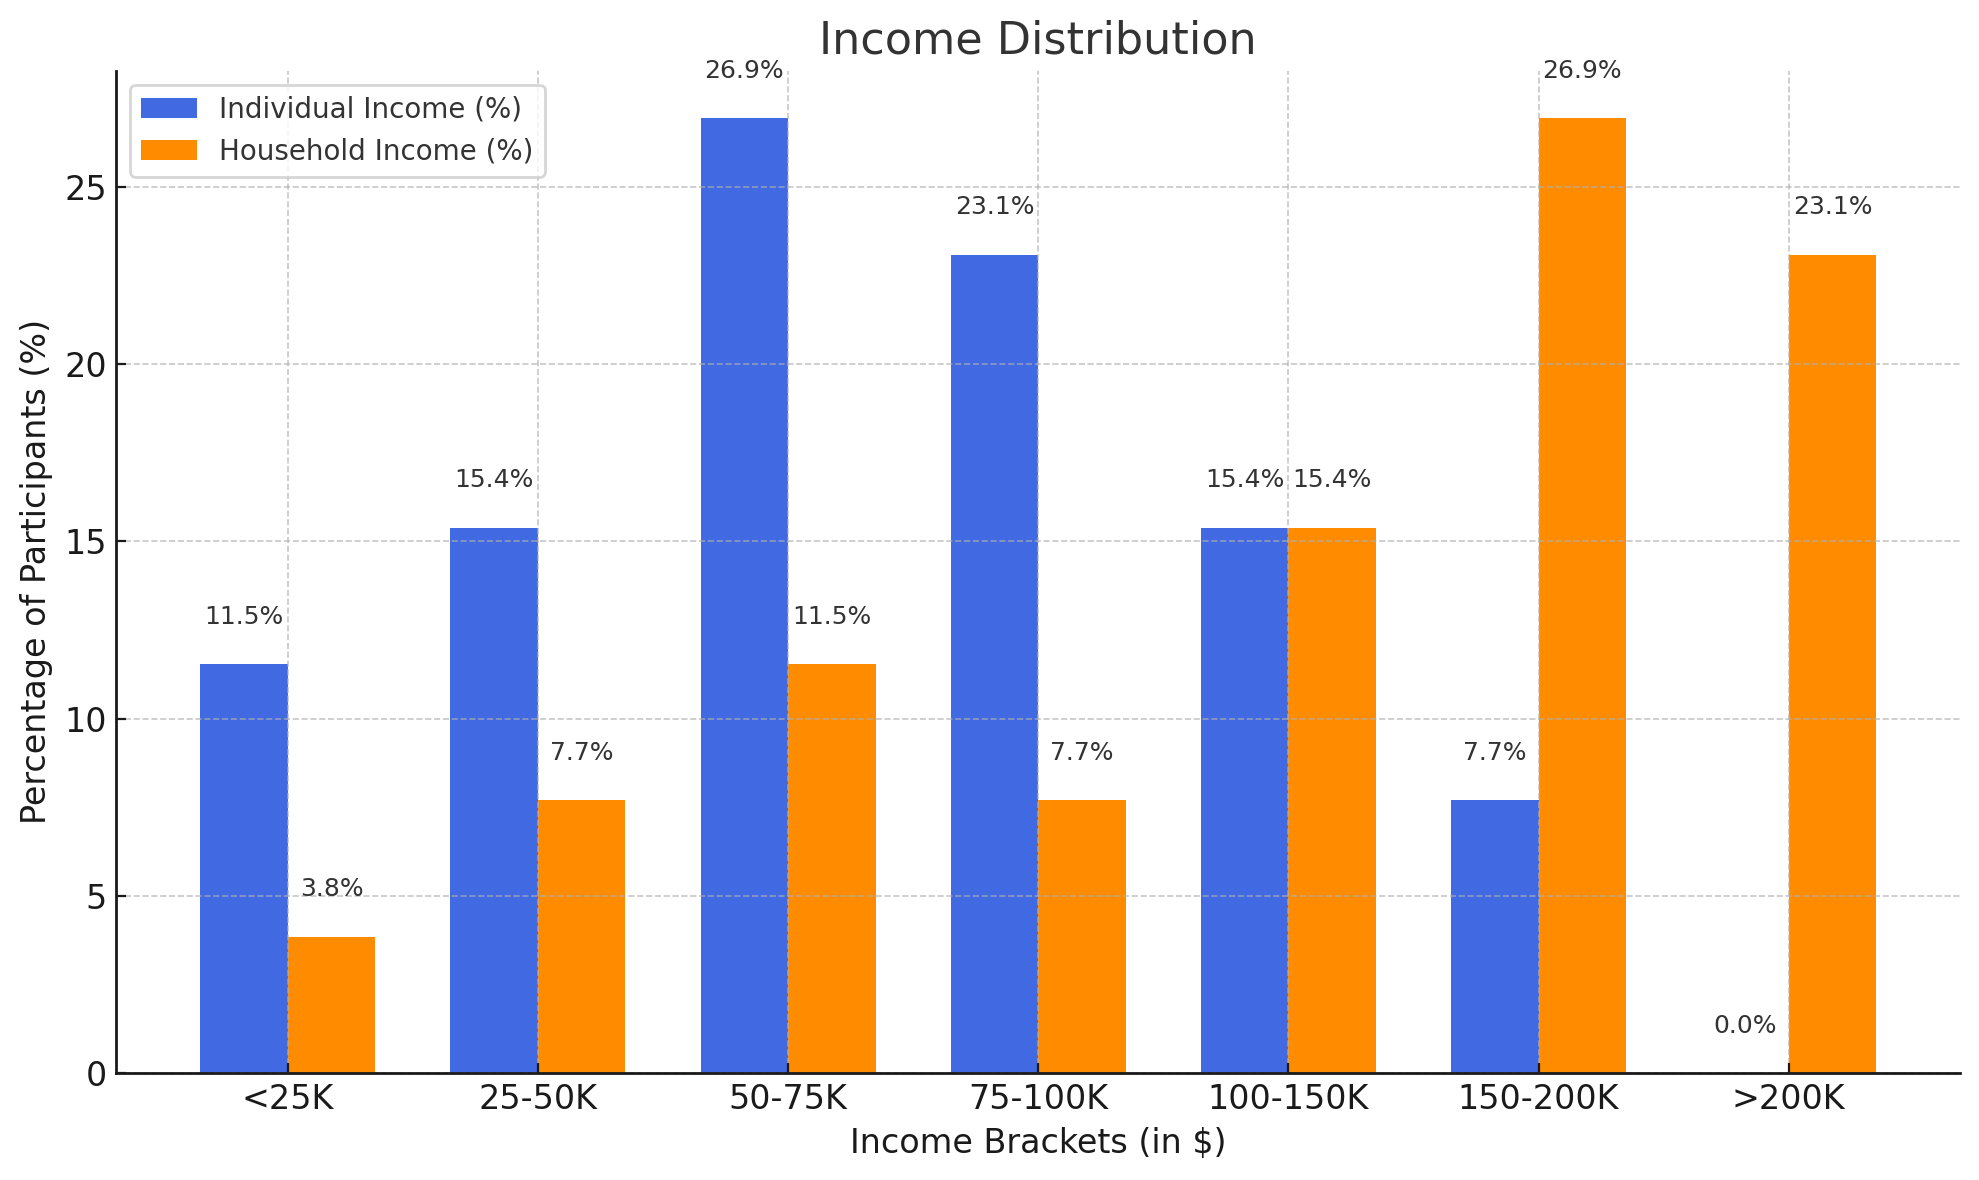 Income Distribution
Individual Income (%)
Household Income (%)
26.9% 26.9%
23.1% 23.1%
15.4% 15.4% 15.4%
11.5% 11.5%
7.7% 7.7% 7.7%
3.8%
0.0%
Percentage of Participants (%)
25
20
15
10
5
0
<25K 25-50K 50-75K 75-100K 100-150K 150-200K >200K
Income Brackets (in $)